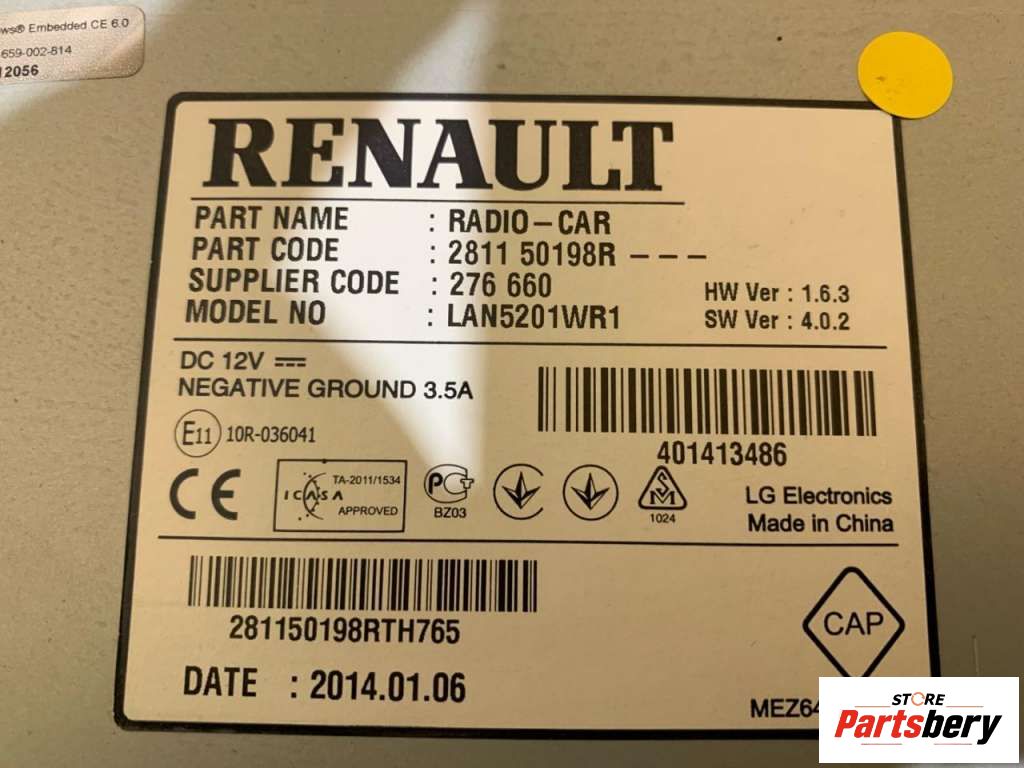 Embedded CE 6.0
659-002-814
12056
RENAULT
PART NAME : RADIO-CAR
PART CODE : 2811 50198R ---
SUPPLIER CODE : 276 660
MODEL NO : LAN5201WR1
HW Ver : 1.6.3
SW Ver : 4.0.2
DC 12V
NEGATIVE GROUND 3.5A
E11 10R-036041
401413486
CE
TA-2011/1534
ICASA
APPROVED
PC
BZ03
SVM
1024
LG Electronics
Made in China
281150198RTH765
CAP
DATE : 2014.01.06
MEZ64
STORE
Partsbery